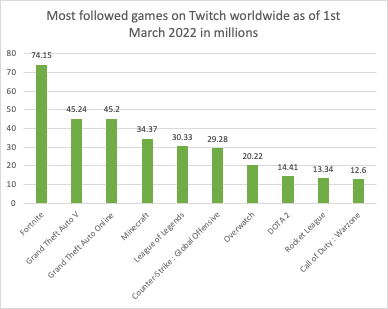 Most followed games on Twitch worldwide as of 1st
March 2022 in millions
80
70
60
50
40
30
20
10
0
74.15
45.24
45.2
34.37
30.33
29.28
20.22
14.41
13.34
12.6
Fortnite
Grand Theft Auto V
Grand Theft Auto Online
Minecraft
League of legends
Counter-Strike : Global Offensive
Overwatch
DOTA 2
Rocket League
Call of Duty : Warzone